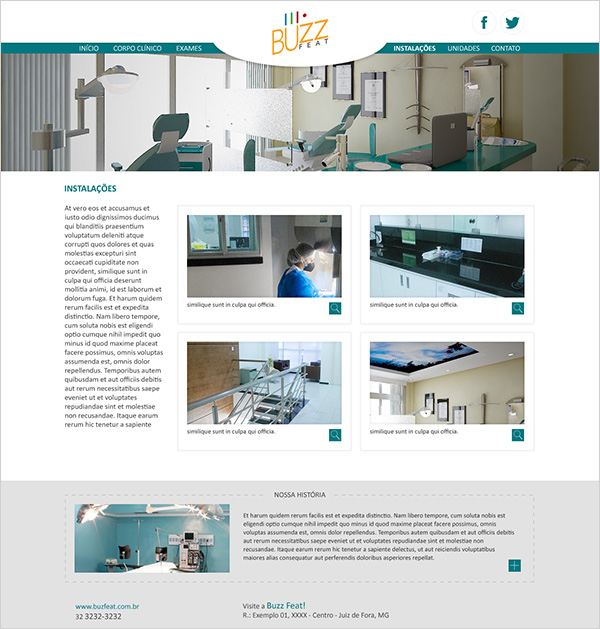 BUZZ
FEAT
INÍCIO CORPO CLÍNICO EXAMES INSTALAÇÕES UNIDADES CONTATO
INSTALAÇÕES
At vero eos et accusamus et
iusto odio dignissimos ducimus
qui blanditiis praesentium
voluptatum deleniti atque
corrupti quos dolores et quas
molestias excepturi sint
occaecati cupiditate non
provident, similique sunt in
culpa qui officia deserunt
mollitia animi, id est laborum et
dolorum fuga. Et harum quidem
rerum facilis est et expedita
distinctio. Nam libero tempore,
cum soluta nobis est eligendi
optio cumque nihil impedit quo
minus id quod maxime placeat
facere possimus, omnis voluptas
assumenda est, omnis dolor
repellendus. Temporibus autem
quibusdam et aut officiis debitis
aut rerum necessitatibus saepe
eveniet ut et voluptates
repudiandae sint et molestiae
non recusandae. Itaque earum
rerum hic tenetur a sapiente
similique sunt in culpa qui officia.
similique sunt in culpa qui officia.
similique sunt in culpa qui officia.
similique sunt in culpa qui officia.
NOSSA HISTÓRIA
Et harum quidem rerum facilis est et expedita distinctio. Nam libero tempore, cum soluta nobis est
eligendi optio cumque nihil impedit quo minus id quod maxime placeat facere possimus, omnis
voluptas assumenda est, omnis dolor repellendus. Temporibus autem quibusdam et aut officiis debitis
aut rerum necessitatibus saepe eveniet ut et voluptates repudiandae sint et molestiae non
recusandae. Itaque earum rerum hic tenetur a sapiente delectus, ut aut reiciendis voluptatibus
maiores alias consequatur aut perferendis doloribus asperiores repellat.
www.buzfeat.com.br
32 3232-3232
Visite a Buzz Feat!
R.: Exemplo 01, XXXX - Centro - Juiz de Fora, MG